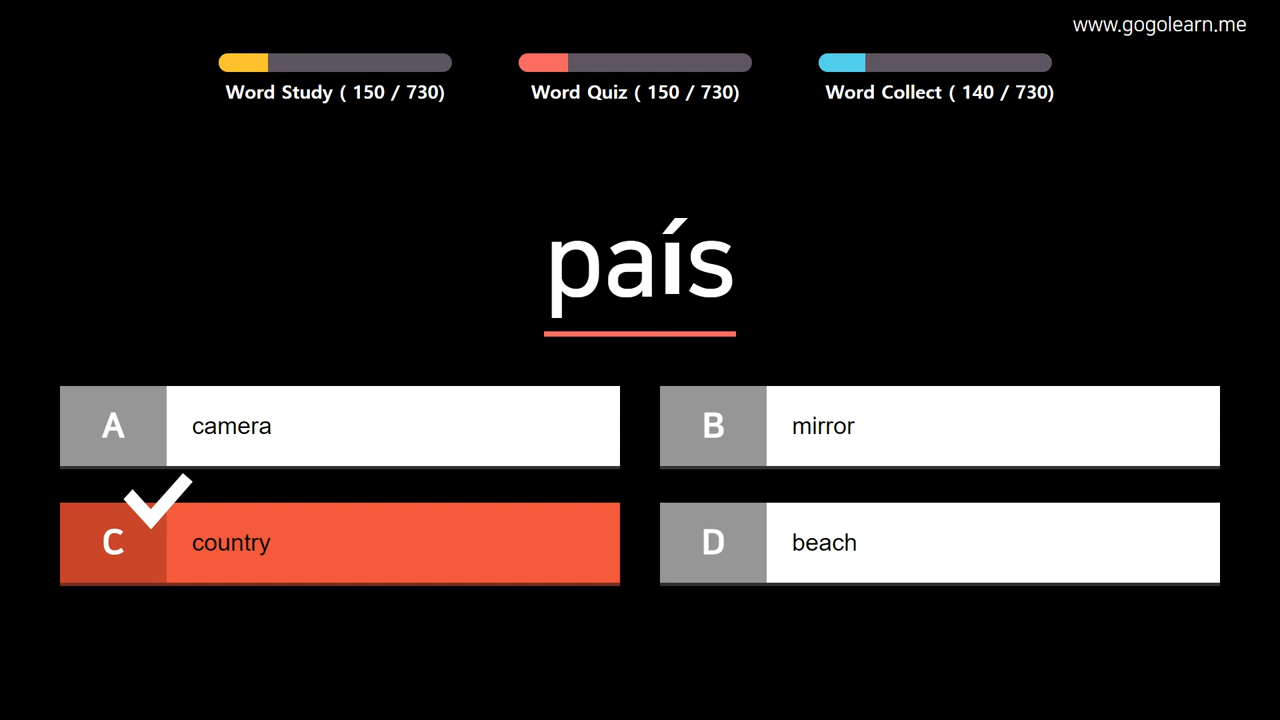 www.gogolearn.me
Word Study ( 150 / 730)
Word Quiz ( 150 / 730)
Word Collect ( 140 / 730)
país
A camera
B mirror
C country
D beach